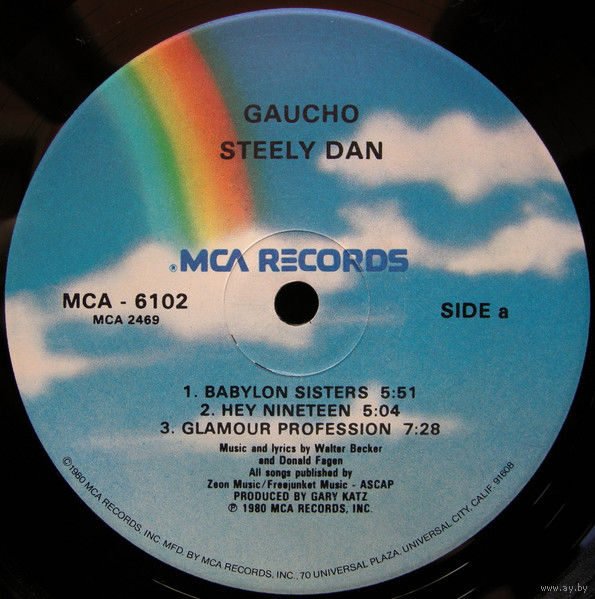 GAUCHO
STEELY DAN
® MCA RECORDS
MCA - 6102
MCA 2469
SIDE a
1. BABYLON SISTERS 5:51
2. HEY NINETEEN 5:04
3. GLAMOUR PROFESSION 7:28
Music and lyrics by Walter Becker
and Donald Fagen
All songs published by
Zeon Music/Freejunket Music - ASCAP
PRODUCED BY GARY KATZ
℗ 1980 MCA RECORDS, INC.
©1980 MCA RECORDS, INC. MFD. BY MCA RECORDS, INC., 70 UNIVERSAL PLAZA, UNIVERSAL CITY, CALIF. 91608
www.ay.by